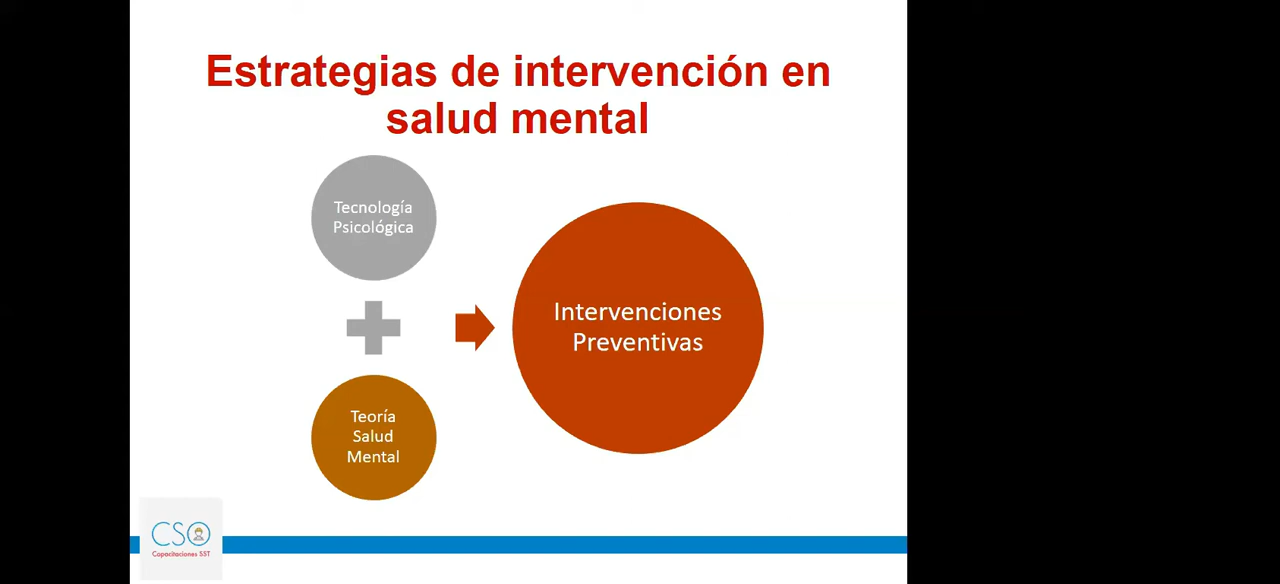 Estrategias de intervención en
salud mental
Tecnología
Psicológica
Intervenciones
Preventivas
Teoría
Salud
Mental
CSO
Capacitaciones SST